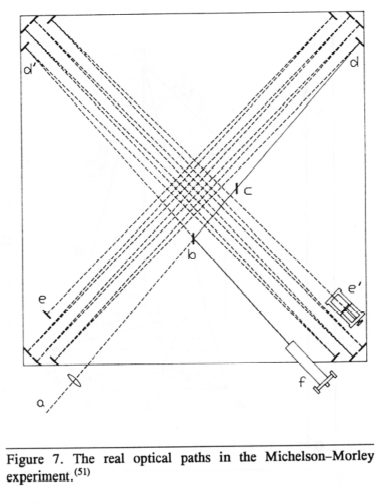 d'
d
c
b
e
e'
a
f
Figure 7. The real optical paths in the Michelson–Morley
experiment.(51)